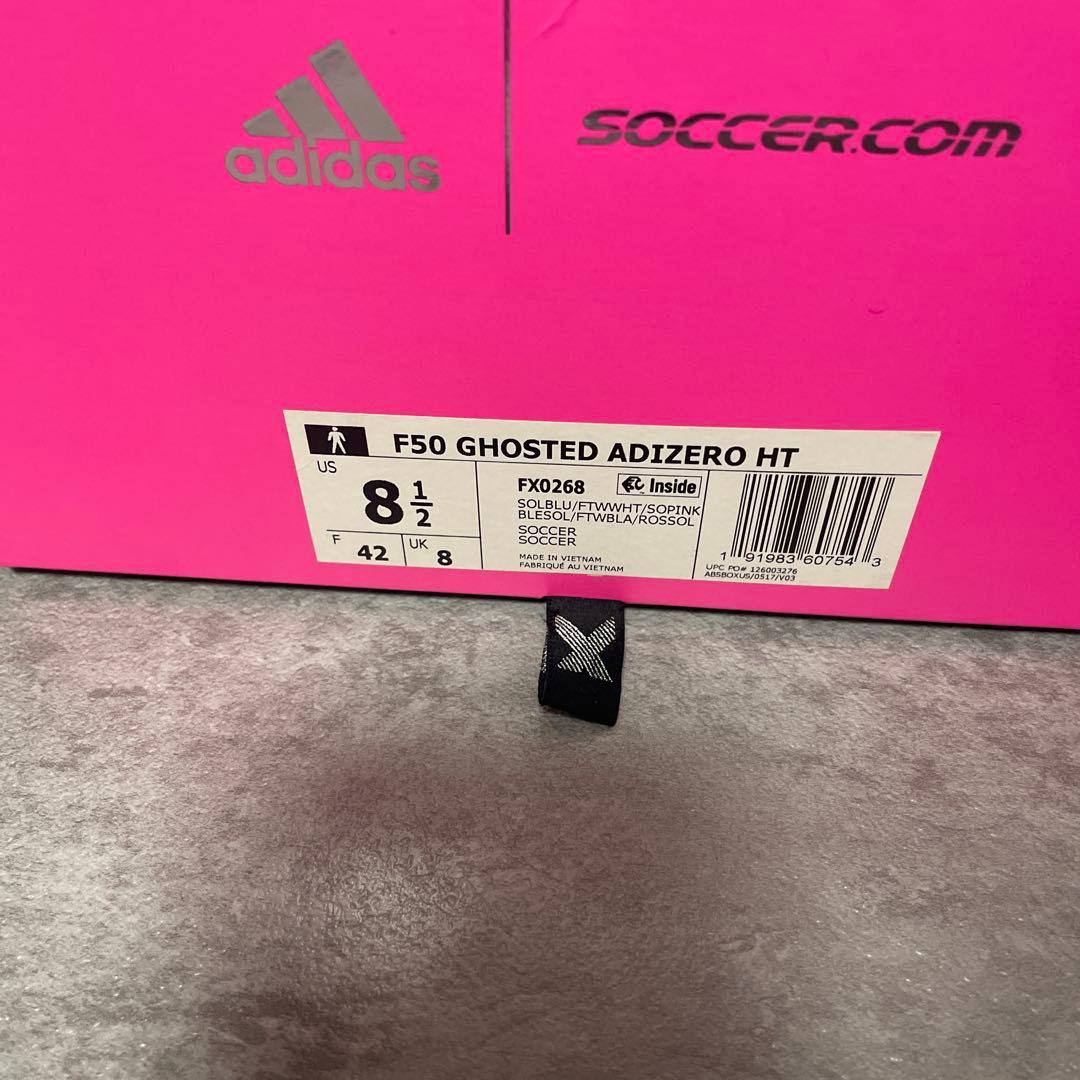 adidas
SOCCER.COM
F50 GHOSTED ADIZERO HT
US
8 1/2
F 42
UK 8
FX0268
Inside
SOLBLU/FTWWHT/SOPINK
BLESOL/FTWBLA/ROSSOL
SOCCER
SOCCER
MADE IN VIETNAM
FABRIQUÉ AU VIETNAM
1 91983 60754 3
UPC PO# 126003276
ABSBOXUS/0517/V03